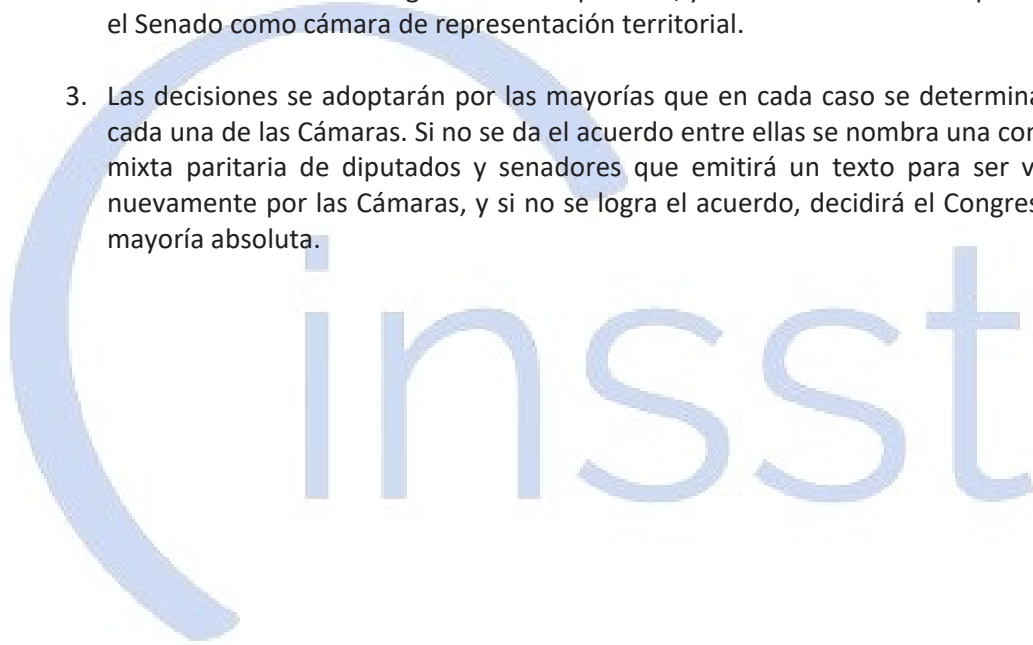 el Senado como cámara de representación territorial.
3. Las decisiones se adoptarán por las mayorías que en cada caso se determina
cada una de las Cámaras. Si no se da el acuerdo entre ellas se nombra una co
mixta paritaria de diputados y senadores que emitirá un texto para ser v
nuevamente por las Cámaras, y si no se logra el acuerdo, decidirá el Congres
mayoría absoluta.
insst